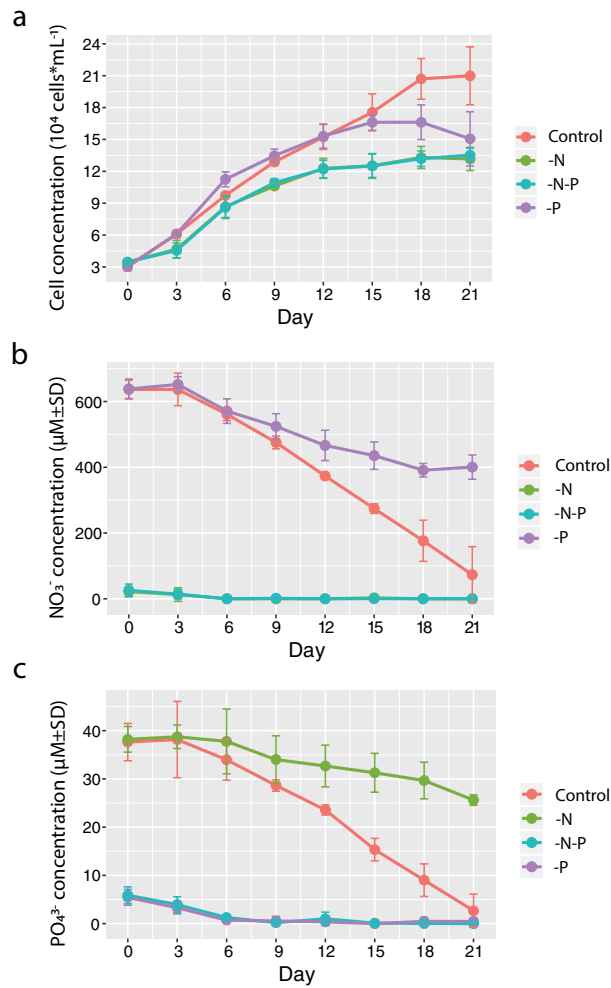 a
Cell concentration (10⁴ cells*mL⁻¹)
24
21
18
15
12
9
6
3
0 3 6 9 12 15 18 21
Day
Control
-N
-N-P
-P
b
NO₃⁻ concentration (µM±SD)
600
400
200
0
0 3 6 9 12 15 18 21
Day
Control
-N
-N-P
-P
c
PO₄³⁻ concentration (µM±SD)
40
30
20
10
0
0 3 6 9 12 15 18 21
Day
Control
-N
-N-P
-P